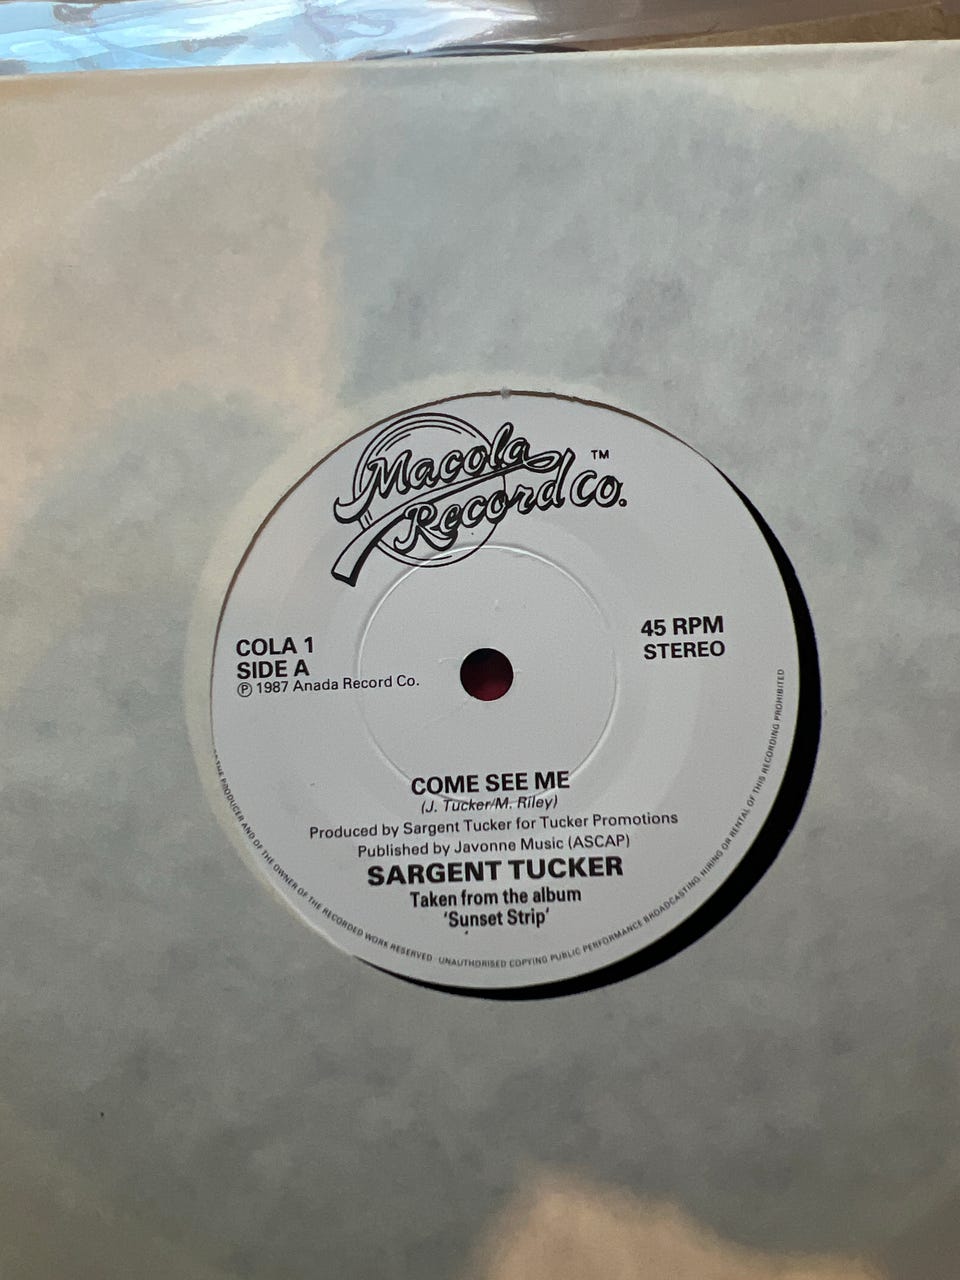 Macola
Record Co.
TM
COLA 1
SIDE A
℗ 1987 Anada Record Co.
45 RPM
STEREO
COME SEE ME
(J. Tucker/M. Riley)
Produced by Sargent Tucker for Tucker Promotions
Published by Javonne Music (ASCAP)
SARGENT TUCKER
Taken from the album
'Sunset Strip'
THE PRODUCER AND OF THE OWNER OF THE RECORDED WORK RESERVED UNAUTHORISED COPYING PUBLIC PERFORMANCE BROADCASTING HIRING OR RENTAL OF THIS RECORDING PROHIBITED